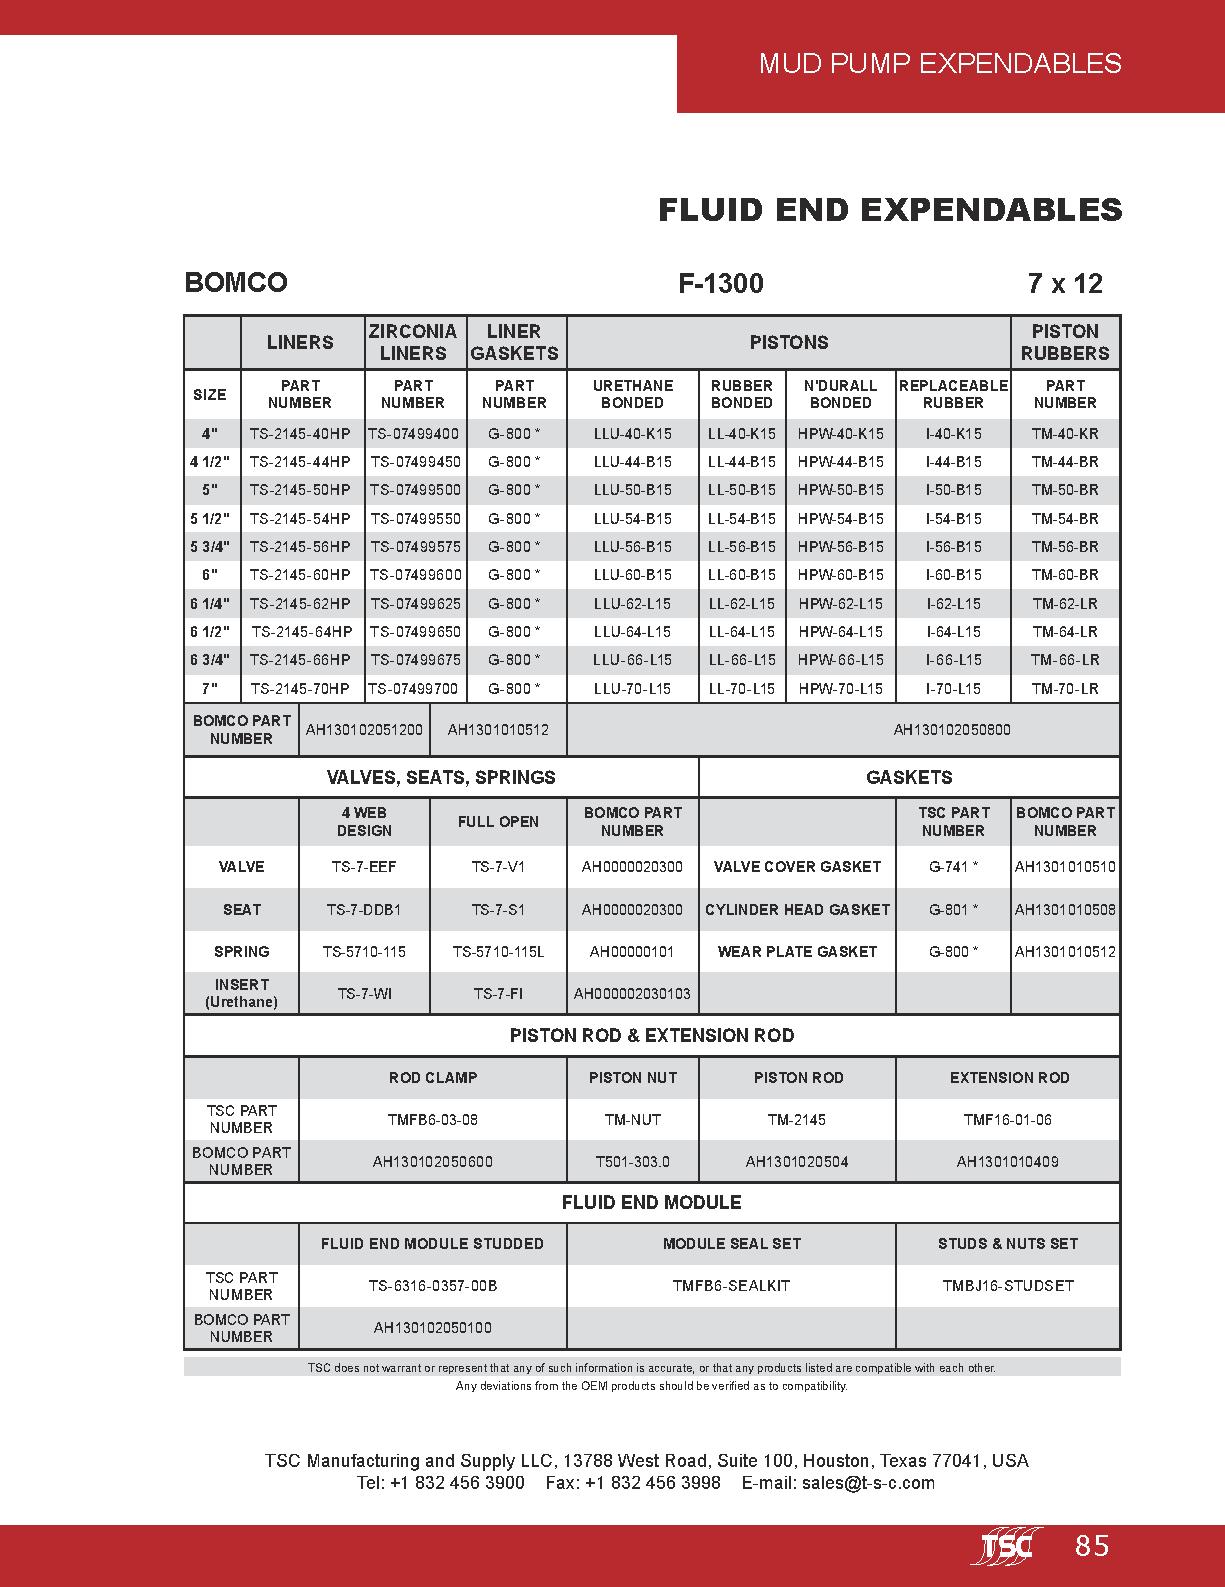 MUD PUMP EXPENDABLES
FLUID END EXPENDABLES
BOMCO F-1300 7 x 12
LINERS ZIRCONIA LINERS LINER GASKETS PISTONS PISTON RUBBERS
SIZE PART NUMBER PART NUMBER PART NUMBER URETHANE BONDED RUBBER BONDED N'DURALL BONDED REPLACEABLE RUBBER PART NUMBER
4" TS-2145-40HP TS-07499400 G-800 * LLU-40-K15 LL-40-K15 HPW-40-K15 I-40-K15 TM-40-KR
4 1/2" TS-2145-44HP TS-07499450 G-800 * LLU-44-B15 LL-44-B15 HPW-44-B15 I-44-B15 TM-44-BR
5" TS-2145-50HP TS-07499500 G-800 * LLU-50-B15 LL-50-B15 HPW-50-B15 I-50-B15 TM-50-BR
5 1/2" TS-2145-54HP TS-07499550 G-800 * LLU-54-B15 LL-54-B15 HPW-54-B15 I-54-B15 TM-54-BR
5 3/4" TS-2145-56HP TS-07499575 G-800 * LLU-56-B15 LL-56-B15 HPW-56-B15 I-56-B15 TM-56-BR
6" TS-2145-60HP TS-07499600 G-800 * LLU-60-B15 LL-60-B15 HPW-60-B15 I-60-B15 TM-60-BR
6 1/4" TS-2145-62HP TS-07499625 G-800 * LLU-62-L15 LL-62-L15 HPW-62-L15 I-62-L15 TM-62-LR
6 1/2" TS-2145-64HP TS-07499650 G-800 * LLU-64-L15 LL-64-L15 HPW-64-L15 I-64-L15 TM-64-LR
6 3/4" TS-2145-66HP TS-07499675 G-800 * LLU-66-L15 LL-66-L15 HPW-66-L15 I-66-L15 TM-66-LR
7" TS-2145-70HP TS-07499700 G-800 * LLU-70-L15 LL-70-L15 HPW-70-L15 I-70-L15 TM-70-LR
BOMCO PART NUMBER AH130102051200 AH1301010512 AH130102050800
VALVES, SEATS, SPRINGS GASKETS
4 WEB DESIGN FULL OPEN BOMCO PART NUMBER TSC PART NUMBER BOMCO PART NUMBER
VALVE TS-7-EEF TS-7-V1 AH0000020300 VALVE COVER GASKET G-741 * AH1301010510
SEAT TS-7-DDB1 TS-7-S1 AH0000020300 CYLINDER HEAD GASKET G-801 * AH1301010508
SPRING TS-5710-115 TS-5710-115L AH00000101 WEAR PLATE GASKET G-800 * AH1301010512
INSERT (Urethane) TS-7-WI TS-7-FI AH000002030103
PISTON ROD & EXTENSION ROD
ROD CLAMP PISTON NUT PISTON ROD EXTENSION ROD
TSC PART NUMBER TMFB6-03-08 TM-NUT TM-2145 TMF16-01-06
BOMCO PART NUMBER AH130102050600 T501-303.0 AH1301020504 AH1301010409
FLUID END MODULE
FLUID END MODULE STUDDED MODULE SEAL SET STUDS & NUTS SET
TSC PART NUMBER TS-6316-0357-00B TMFB6-SEALKIT TMBJ16-STUDSET
BOMCO PART NUMBER AH130102050100
TSC does not warrant or represent that any of such information is accurate, or that any products listed are compatible with each other.
Any deviations from the OEM products should be verified as to compatibility.
TSC Manufacturing and Supply LLC, 13788 West Road, Suite 100, Houston, Texas 77041, USA
Tel: +1 832 456 3900 Fax: +1 832 456 3998 E-mail: sales@t-s-c.com
TSC 85